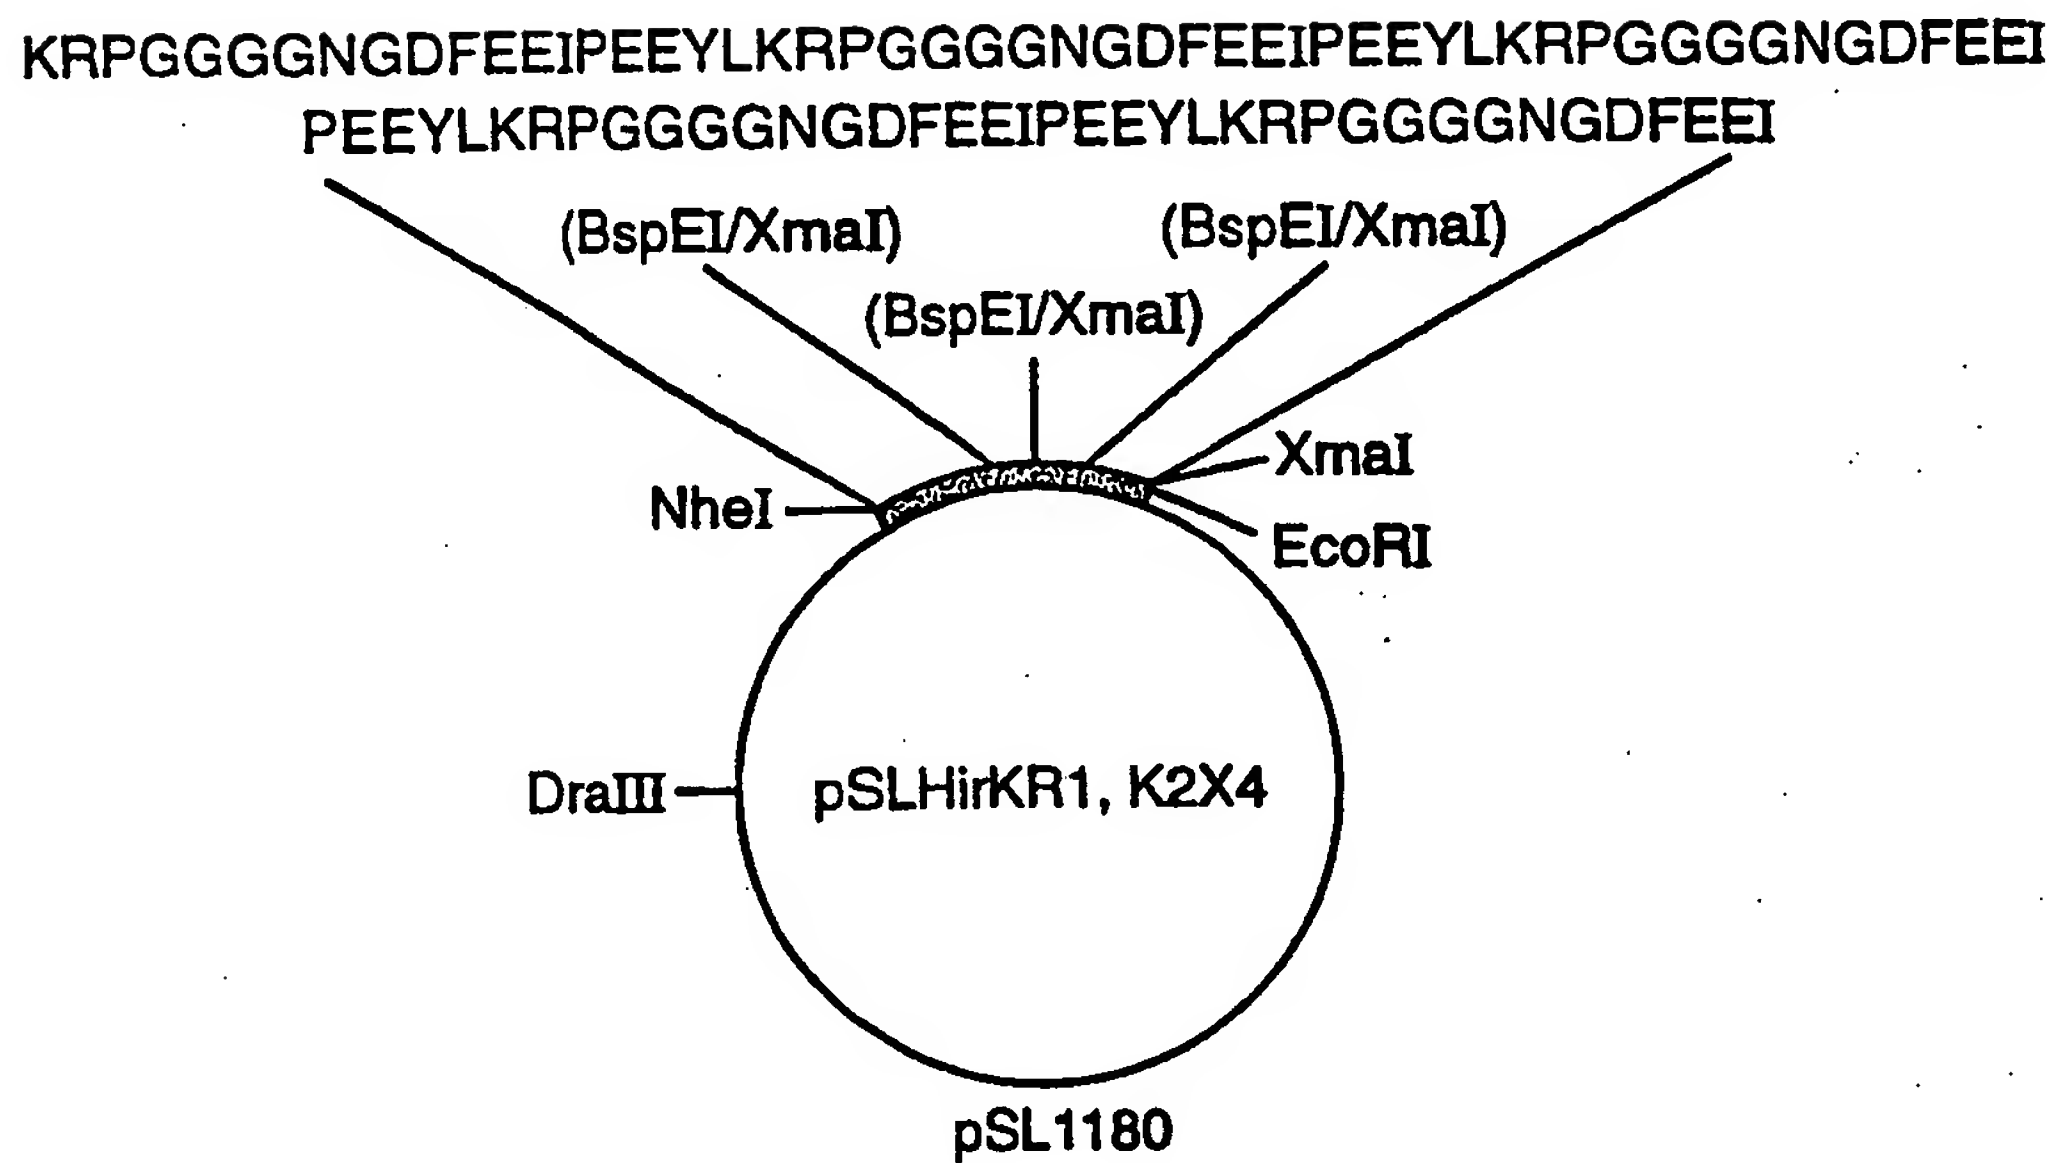 KRPGGGGNGDFEEIPEEYLKRPGGGGNGDFEEIPEEYLKRPGGGGNGDFEEI
PEEYLKRPGGGGNGDFEEIPEEYLKRPGGGGNGDFEEI
(BspEI/XmaI)
(BspEI/XmaI)
(BspEI/XmaI)
XmaI
NheI
EcoRI
DraIII
pSLHirKR1, K2X4
pSL1180